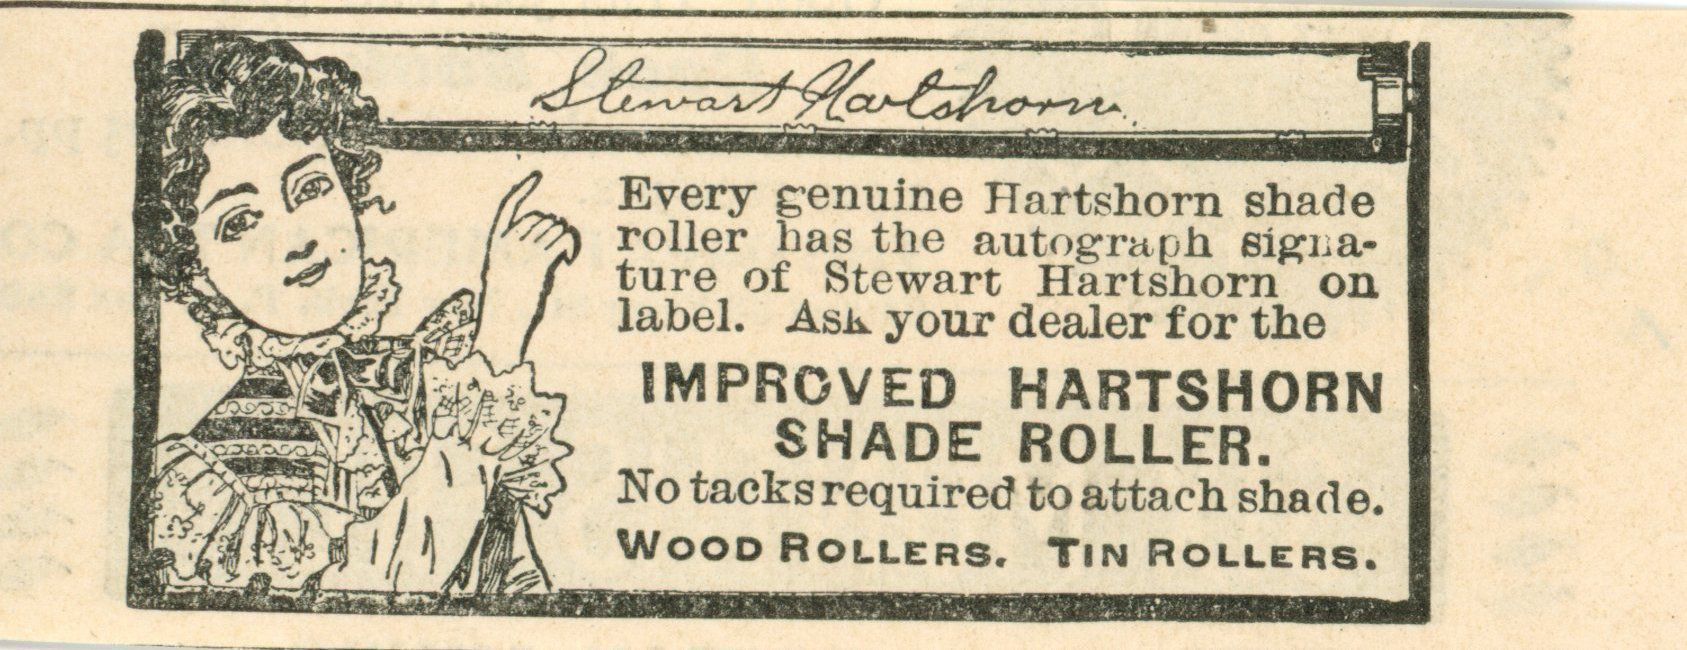 Stewart Hartshorn
Every genuine Hartshorn shade
roller has the autograph signa-
ture of Stewart Hartshorn on
label. Ask your dealer for the
IMPROVED HARTSHORN
SHADE ROLLER.
No tacks required to attach shade.
WOOD ROLLERS. TIN ROLLERS.